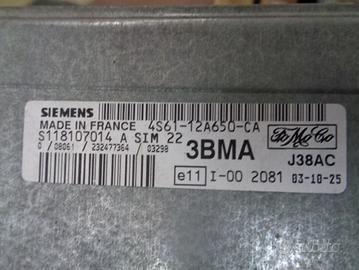 SIEMENS
MADE IN FRANCE 4S61-12A650-CA
S118107014 A SIM 22
0 / 08061 / 232477364 / 03298
3BMA
J38AC
e11 I-00 2081 03-10-25